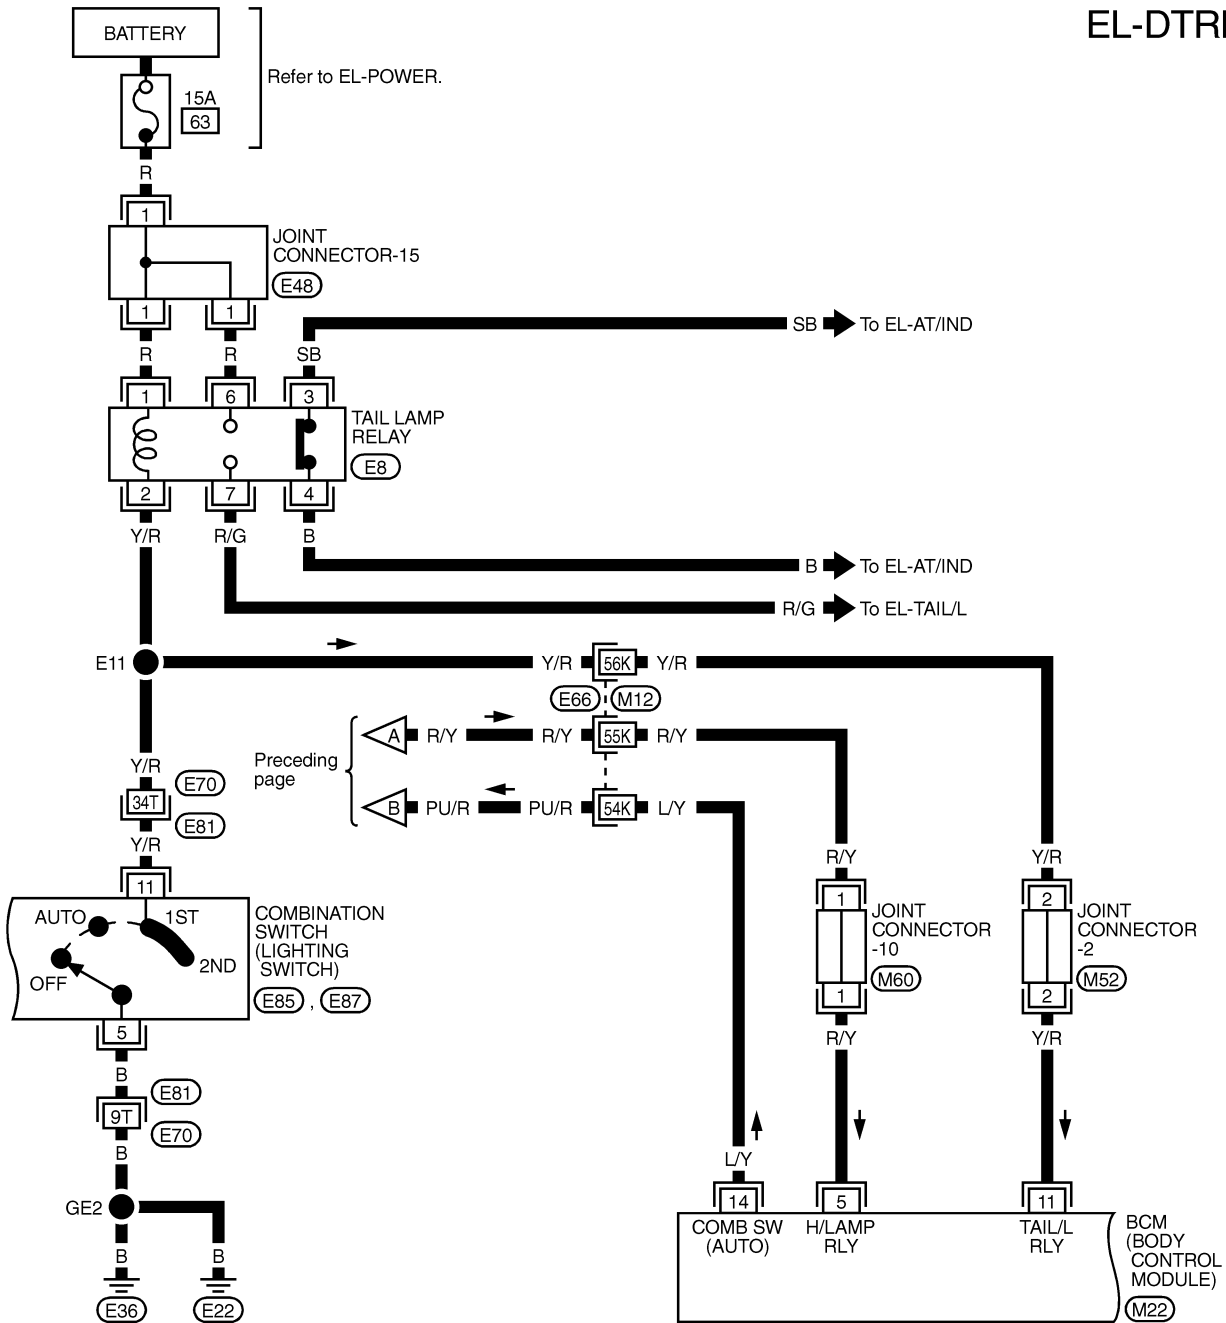 EL-DTRL
BATTERY
Refer to EL-POWER.
15A
63
R
1
JOINT
CONNECTOR-15
E48
1 1
R R SB
SB To EL-AT/IND
1 6 3
TAIL LAMP
RELAY
E8
2 7 4
Y/R R/G B
B To EL-AT/IND
R/G To EL-TAIL/L
E11
Y/R 56K Y/R
E66 M12
A R/Y R/Y 55K R/Y
Preceding
page
B PU/R PU/R 54K L/Y
Y/R
E70
34T
E81
Y/R
11
AUTO 1ST
OFF 2ND
COMBINATION
SWITCH
(LIGHTING
SWITCH)
E85 , E87
5
B
E81
9T
E70
B
GE2
B B
E36 E22
R/Y Y/R
1 2
JOINT
CONNECTOR
-10
M60
JOINT
CONNECTOR
-2
M52
1 2
R/Y Y/R
L/Y
14 5 11
COMB SW
(AUTO)
H/LAMP
RLY
TAIL/L
RLY
BCM
(BODY
CONTROL
MODULE)
M22